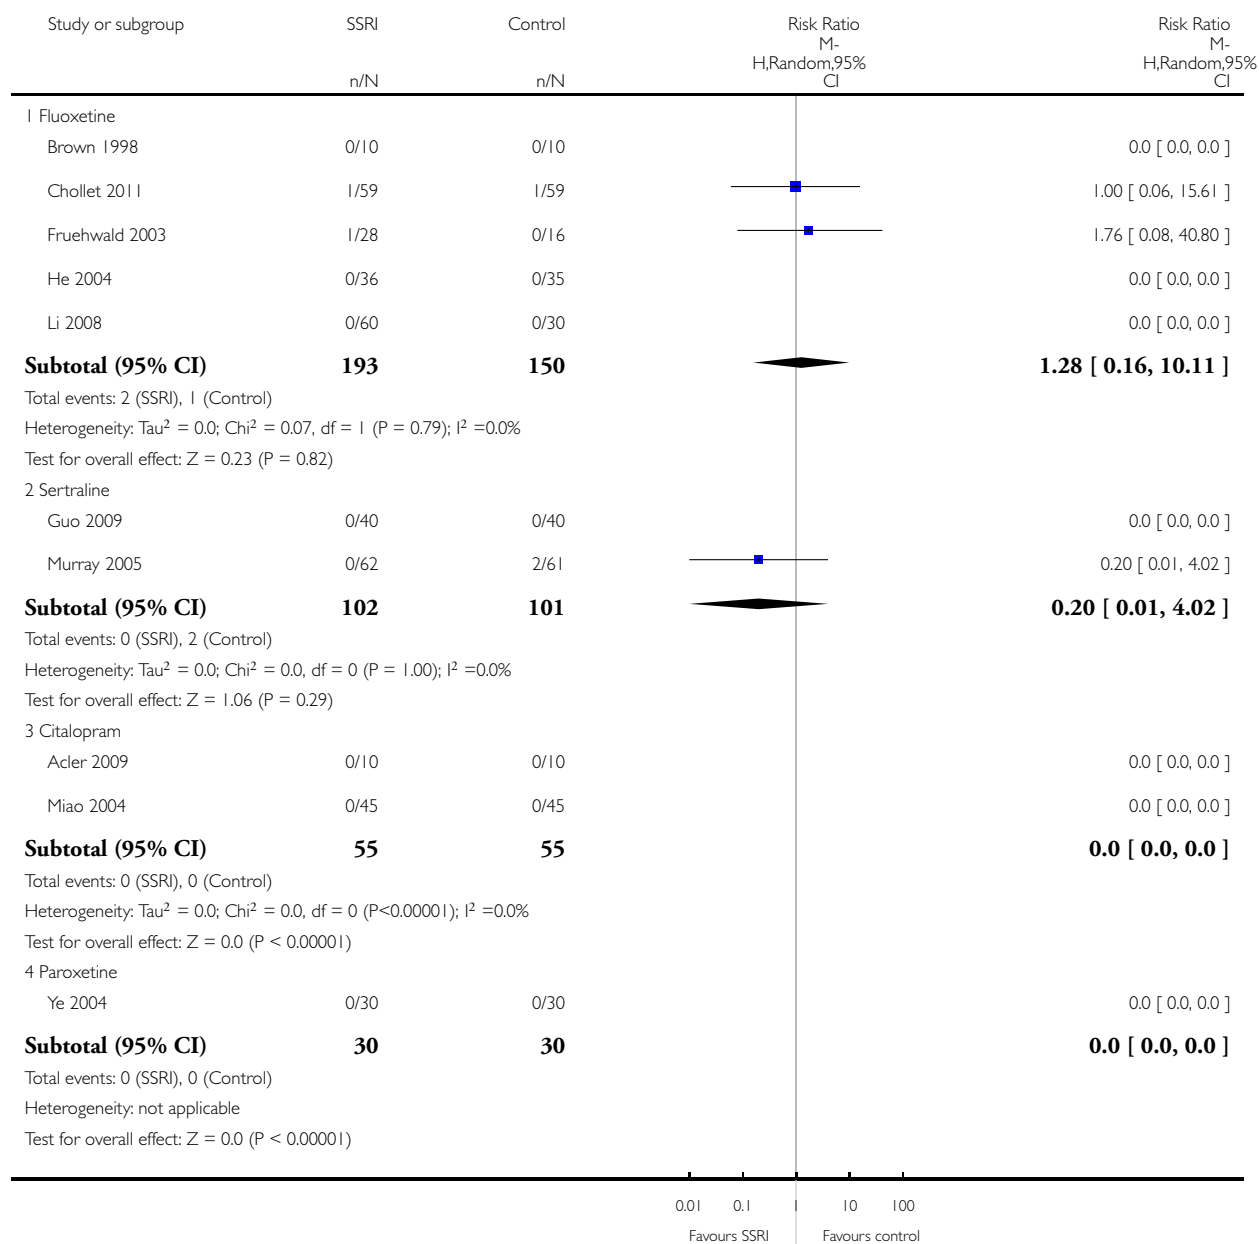 Study or subgroup SSRI Control Risk Ratio Risk Ratio
M- M-
H,Random,95% H,Random,95%
n/N n/N CI CI
1 Fluoxetine
Brown 1998 0/10 0/10 0.0 [ 0.0, 0.0 ]
Chollet 2011 1/59 1/59 1.00 [ 0.06, 15.61 ]
Fruehwald 2003 1/28 0/16 1.76 [ 0.08, 40.80 ]
He 2004 0/36 0/35 0.0 [ 0.0, 0.0 ]
Li 2008 0/60 0/30 0.0 [ 0.0, 0.0 ]
Subtotal (95% CI) 193 150 1.28 [ 0.16, 10.11 ]
Total events: 2 (SSRI), 1 (Control)
Heterogeneity: Tau² = 0.0; Chi² = 0.07, df = 1 (P = 0.79); I² =0.0%
Test for overall effect: Z = 0.23 (P = 0.82)
2 Sertraline
Guo 2009 0/40 0/40 0.0 [ 0.0, 0.0 ]
Murray 2005 0/62 2/61 0.20 [ 0.01, 4.02 ]
Subtotal (95% CI) 102 101 0.20 [ 0.01, 4.02 ]
Total events: 0 (SSRI), 2 (Control)
Heterogeneity: Tau² = 0.0; Chi² = 0.0, df = 0 (P = 1.00); I² =0.0%
Test for overall effect: Z = 1.06 (P = 0.29)
3 Citalopram
Acler 2009 0/10 0/10 0.0 [ 0.0, 0.0 ]
Miao 2004 0/45 0/45 0.0 [ 0.0, 0.0 ]
Subtotal (95% CI) 55 55 0.0 [ 0.0, 0.0 ]
Total events: 0 (SSRI), 0 (Control)
Heterogeneity: Tau² = 0.0; Chi² = 0.0, df = 0 (P<0.00001); I² =0.0%
Test for overall effect: Z = 0.0 (P < 0.00001)
4 Paroxetine
Ye 2004 0/30 0/30 0.0 [ 0.0, 0.0 ]
Subtotal (95% CI) 30 30 0.0 [ 0.0, 0.0 ]
Total events: 0 (SSRI), 0 (Control)
Heterogeneity: not applicable
Test for overall effect: Z = 0.0 (P < 0.00001)
0.01 0.1 1 10 100
Favours SSRI Favours control